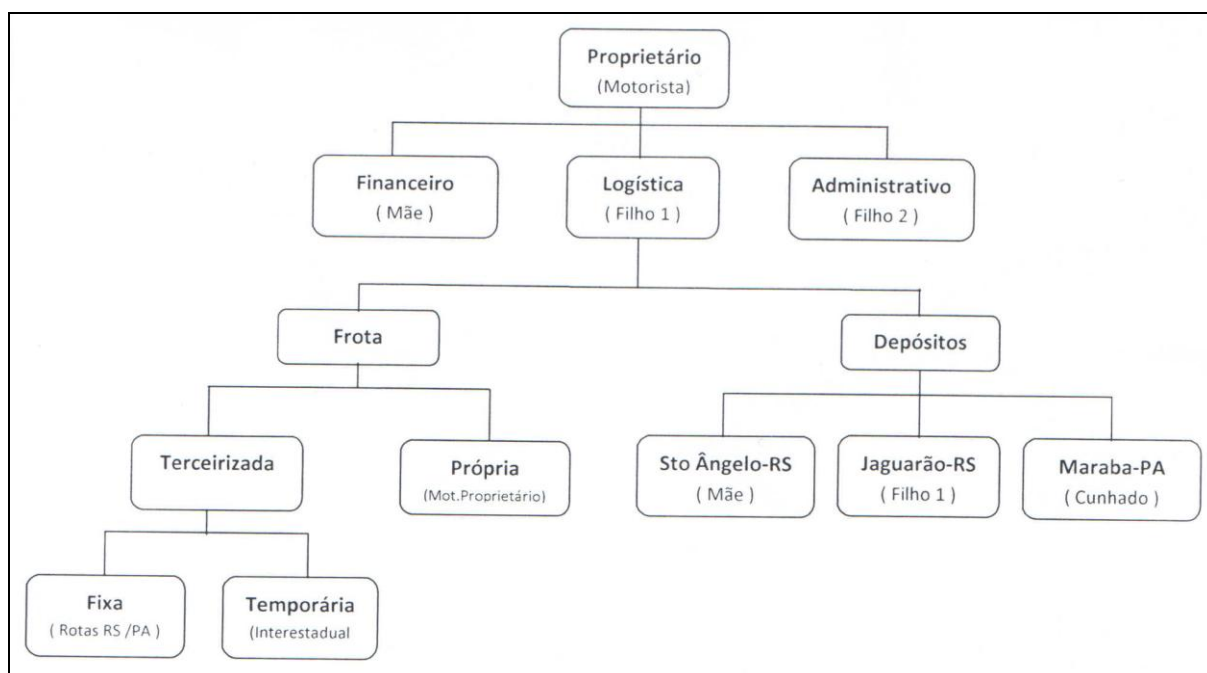 Proprietário
(Motorista)
Financeiro
( Mãe )
Logística
( Filho 1 )
Administrativo
( Filho 2 )
Frota
Depósitos
Terceirizada
Própria
(Mot.Proprietário)
Sto Ângelo-RS
( Mãe )
Jaguarão-RS
( Filho 1 )
Maraba-PA
( Cunhado )
Fixa
( Rotas RS /PA )
Temporária
(Interestadual